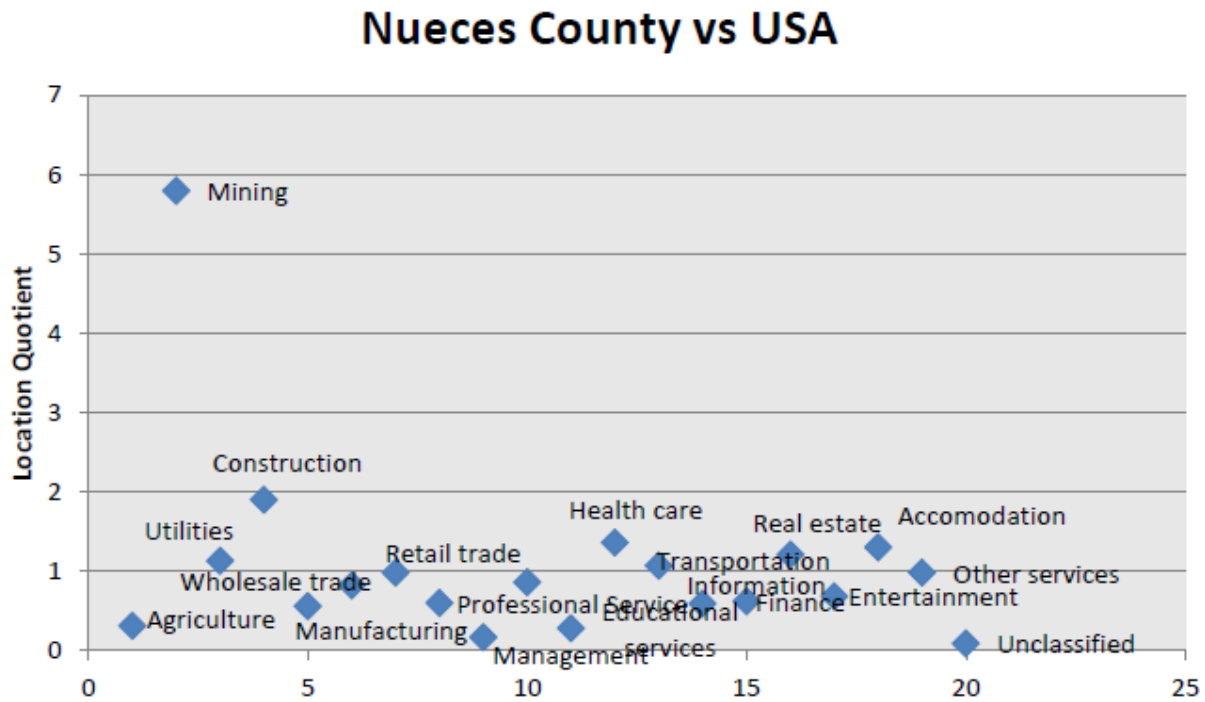 Nueces County vs USA
7
6
5
4
3
2
1
0
Location Quotient
Mining
Construction
Utilities
Health care
Real estate
Accomodation
Retail trade
Transportation
Wholesale trade
Information
Other services
Agriculture
Professional Service
Finance
Entertainment
Manufacturing
Educational
services
Management
Unclassified
0
5
10
15
20
25